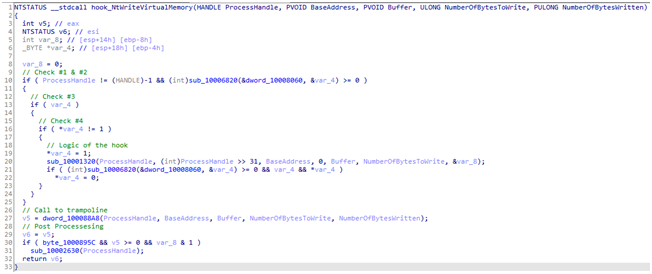 1 NTSTATUS __stdcall hook_NtWriteVirtualMemory(HANDLE ProcessHandle, PVOID BaseAddress, PVOID Buffer, ULONG NumberOfBytesToWrite, PULONG NumberOfBytesWritten)
2 {
3 int v5; // eax
4 NTSTATUS v6; // esi
5 int var_8; // [esp+14h] [ebp-8h]
6 _BYTE *var_4; // [esp+18h] [ebp-4h]
7
8 var_8 = 0;
9 // Check #1 & #2
10 if ( ProcessHandle != (HANDLE)-1 && (int)sub_10006820(&dword_10008060, &var_4) >= 0 )
11 {
12 // Check #3
13 if ( var_4 )
14 {
15 // Check #4
16 if ( *var_4 != 1 )
17 {
18 // Logic of the hook
19 *var_4 = 1;
20 sub_10001320(ProcessHandle, (int)ProcessHandle >> 31, BaseAddress, 0, Buffer, NumberOfBytesToWrite, &var_8);
21 if ( (int)sub_10006820(&dword_10008060, &var_4) >= 0 && var_4 && *var_4 )
22 *var_4 = 0;
23 }
24 }
25 }
26 // Call to trampoline
27 v5 = dword_100088A8(ProcessHandle, BaseAddress, Buffer, NumberOfBytesToWrite, NumberOfBytesWritten);
28 // Post Processesing
29 v6 = v5;
30 if ( byte_1000895C && v5 >= 0 && var_8 & 1 )
31 sub_10002630(ProcessHandle);
32 return v6;
33 }